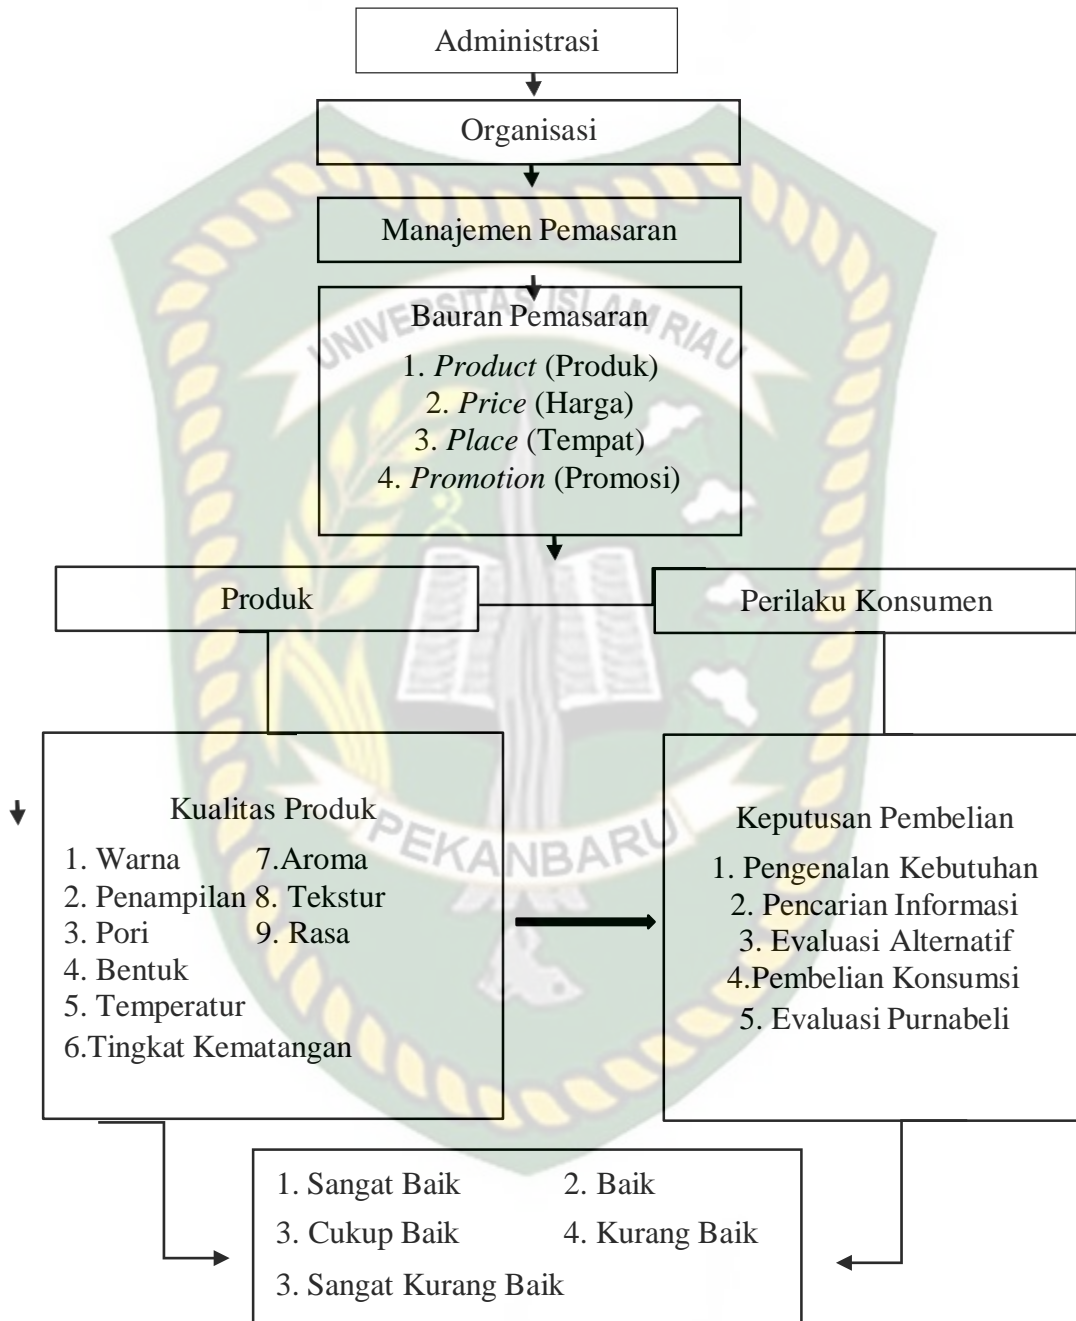 Administrasi
Organisasi
Manajemen Pemasaran
UNIVERSITAS ISLAM RIAU
Bauran Pemasaran
1. Product (Produk)
2. Price (Harga)
3. Place (Tempat)
4. Promotion (Promosi)
Produk
Perilaku Konsumen
Kualitas Produk
1. Warna 7.Aroma
2. Penampilan 8. Tekstur
3. Pori 9. Rasa
4. Bentuk
5. Temperatur
6.Tingkat Kematangan
PEKANBARU
Keputusan Pembelian
1. Pengenalan Kebutuhan
2. Pencarian Informasi
3. Evaluasi Alternatif
4.Pembelian Konsumsi
5. Evaluasi Purnabeli
1. Sangat Baik 2. Baik
3. Cukup Baik 4. Kurang Baik
3. Sangat Kurang Baik